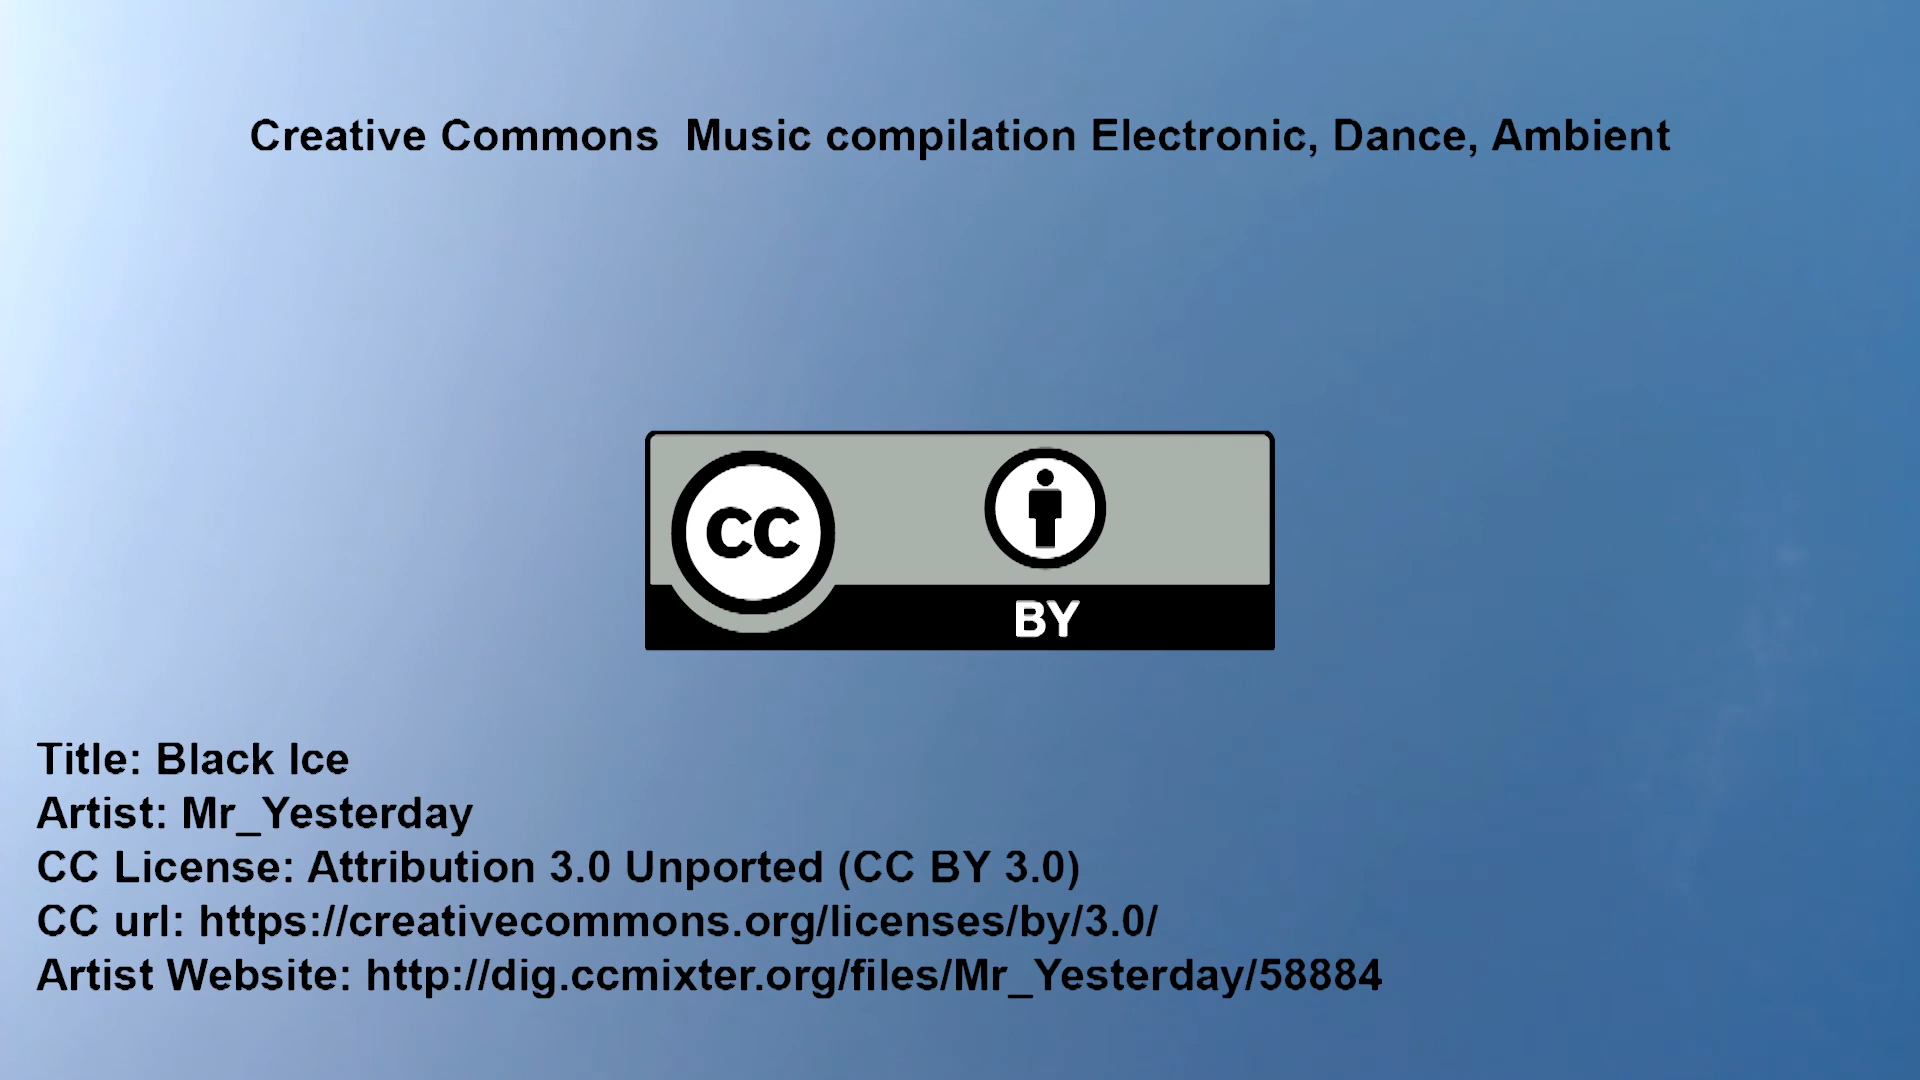 Creative Commons  Music compilation Electronic, Dance, Ambient
CC
BY
Title: Black Ice
Artist: Mr_Yesterday
CC License: Attribution 3.0 Unported (CC BY 3.0)
CC url: https://creativecommons.org/licenses/by/3.0/
Artist Website: http://dig.ccmixter.org/files/Mr_Yesterday/58884